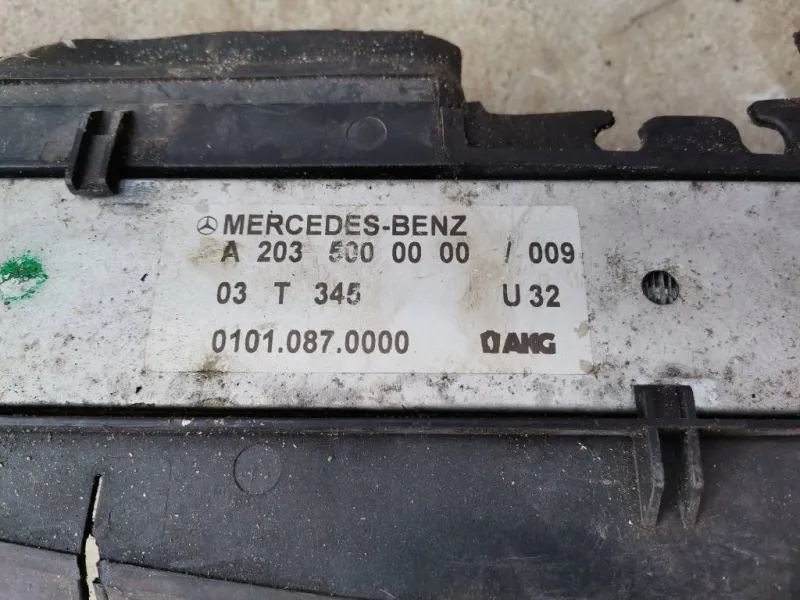 MERCEDES-BENZ
A 203 500 00 00 / 009
03 T 345 U 32
0101.087.0000 AKG